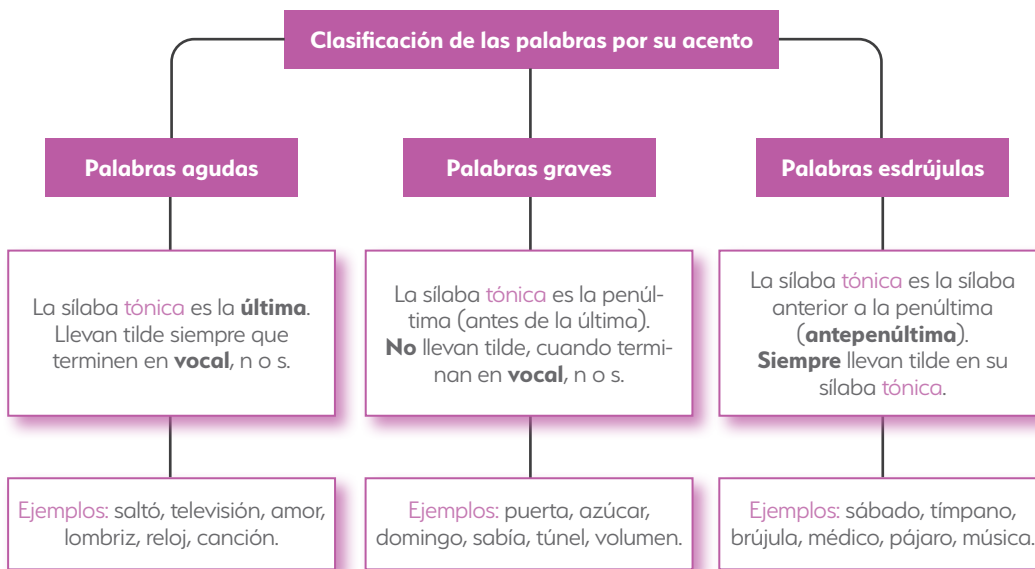 Clasificación de las palabras por su acento
Palabras agudas
La sílaba tónica es la última.
Llevan tilde siempre que
terminen en vocal, n o s.
Ejemplos: saltó, televisión, amor,
lombriz, reloj, canción.
Palabras graves
La sílaba tónica es la penúl-
tima (antes de la última).
No llevan tilde, cuando termi-
nan en vocal, n o s.
Ejemplos: puerta, azúcar,
domingo, sabía, túnel, volumen.
Palabras esdrújulas
La sílaba tónica es la sílaba
anterior a la penúltima
(antepenúltima).
Siempre llevan tilde en su
sílaba tónica.
Ejemplos: sábado, tímpano,
brújula, médico, pájaro, música.